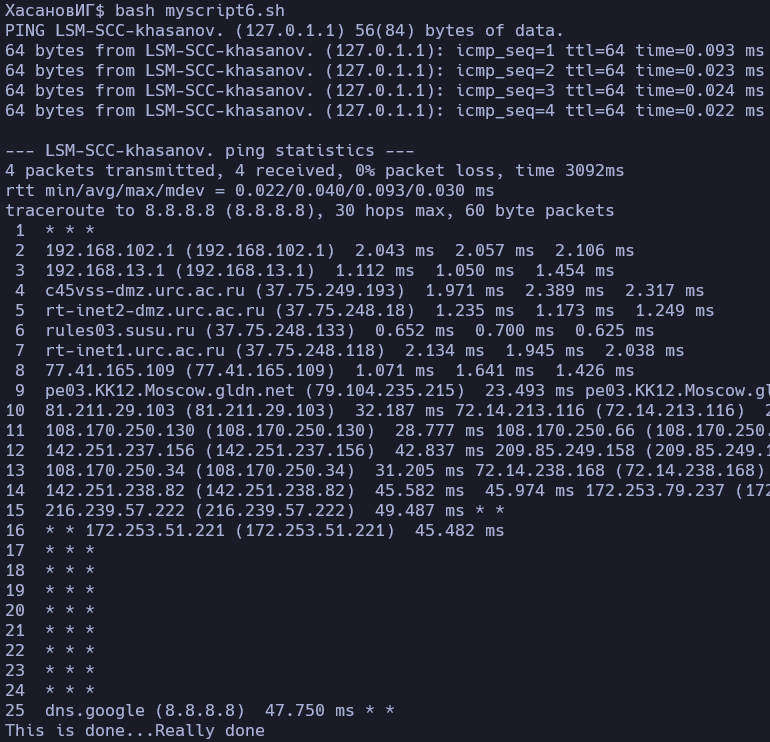 ХасановИГ$ bash myscript6.sh
PING LSM-SCC-khasanov. (127.0.1.1) 56(84) bytes of data.
64 bytes from LSM-SCC-khasanov. (127.0.1.1): icmp_seq=1 ttl=64 time=0.093 ms
64 bytes from LSM-SCC-khasanov. (127.0.1.1): icmp_seq=2 ttl=64 time=0.023 ms
64 bytes from LSM-SCC-khasanov. (127.0.1.1): icmp_seq=3 ttl=64 time=0.024 ms
64 bytes from LSM-SCC-khasanov. (127.0.1.1): icmp_seq=4 ttl=64 time=0.022 ms
--- LSM-SCC-khasanov. ping statistics ---
4 packets transmitted, 4 received, 0% packet loss, time 3092ms
rtt min/avg/max/mdev = 0.022/0.040/0.093/0.030 ms
traceroute to 8.8.8.8 (8.8.8.8), 30 hops max, 60 byte packets
 1  * * *
 2  192.168.102.1 (192.168.102.1)  2.043 ms  2.057 ms  2.106 ms
 3  192.168.13.1 (192.168.13.1)  1.112 ms  1.050 ms  1.454 ms
 4  c45vss-dmz.urc.ac.ru (37.75.249.193)  1.971 ms  2.389 ms  2.317 ms
 5  rt-inet2-dmz.urc.ac.ru (37.75.248.18)  1.235 ms  1.173 ms  1.249 ms
 6  rules03.susu.ru (37.75.248.133)  0.652 ms  0.700 ms  0.625 ms
 7  rt-inet1.urc.ac.ru (37.75.248.118)  2.134 ms  1.945 ms  2.038 ms
 8  77.41.165.109 (77.41.165.109)  1.071 ms  1.641 ms  1.426 ms
 9  pe03.KK12.Moscow.gldn.net (79.104.235.215)  23.493 ms pe03.KK12.Moscow.gl
10  81.211.29.103 (81.211.29.103)  32.187 ms 72.14.213.116 (72.14.213.116)  2
11  108.170.250.130 (108.170.250.130)  28.777 ms 108.170.250.66 (108.170.250.
12  142.251.237.156 (142.251.237.156)  42.837 ms 209.85.249.158 (209.85.249.1
13  108.170.250.34 (108.170.250.34)  31.205 ms 72.14.238.168 (72.14.238.168)
14  142.251.238.82 (142.251.238.82)  45.582 ms  45.974 ms 172.253.79.237 (172
15  216.239.57.222 (216.239.57.222)  49.487 ms * *
16  * * 172.253.51.221 (172.253.51.221)  45.482 ms
17  * * *
18  * * *
19  * * *
20  * * *
21  * * *
22  * * *
23  * * *
24  * * *
25  dns.google (8.8.8.8)  47.750 ms * *
This is done...Really done